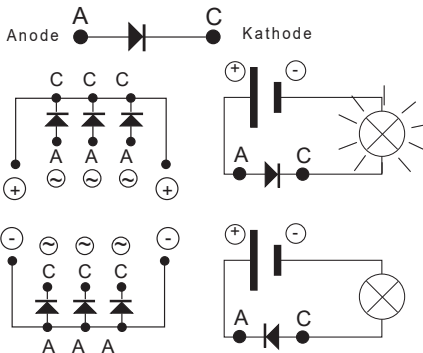 Anode A C Kathode
C C C
A A A
+ ~ ~ ~ +
+ -
A C
- ~ ~ ~ -
C C C
A A A
+ -
A C